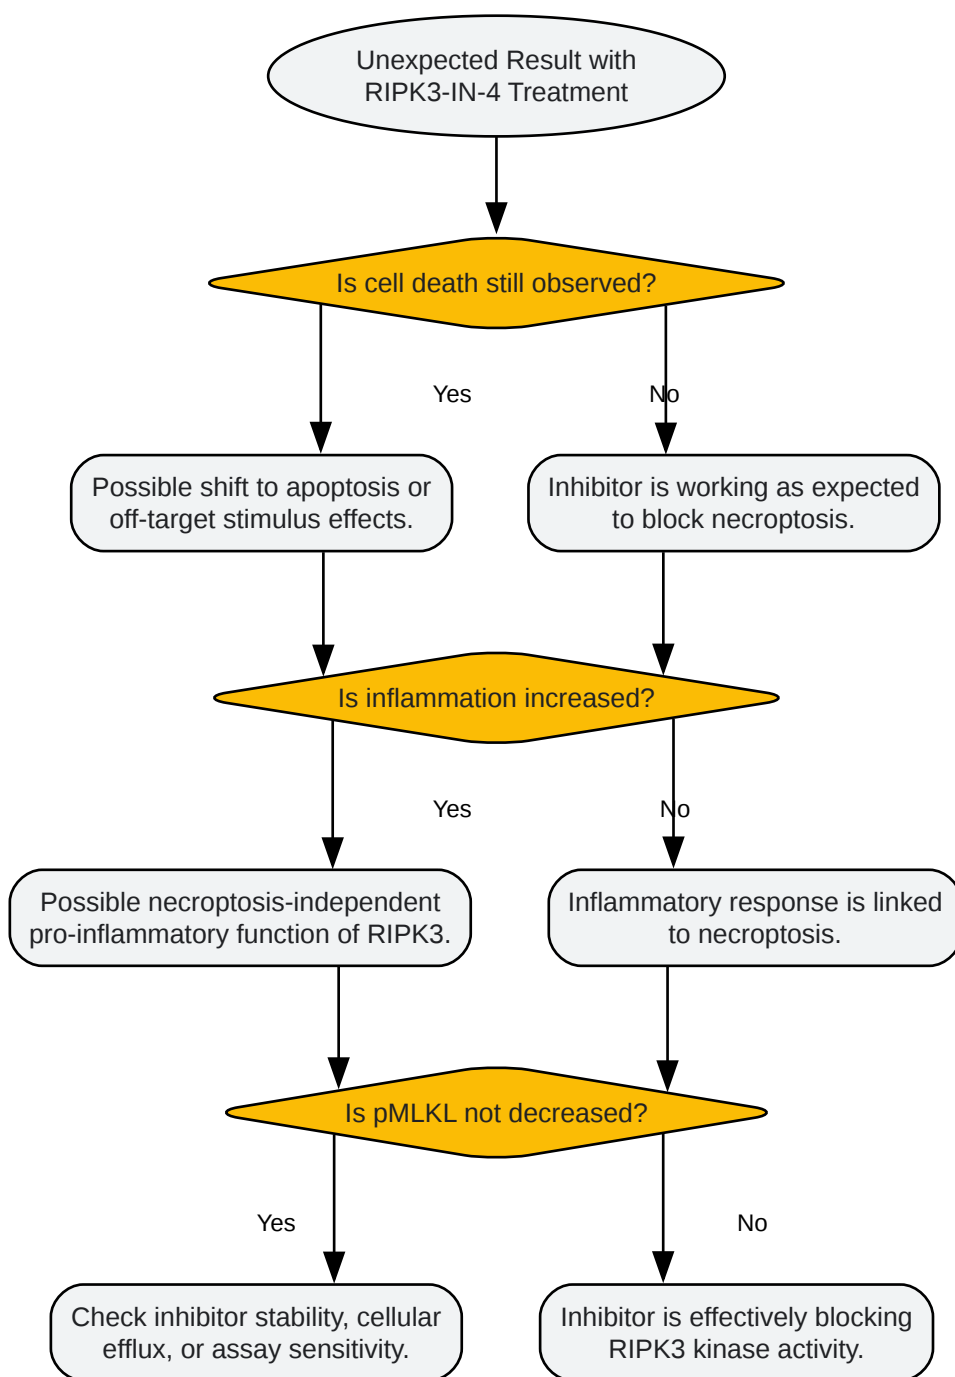 Unexpected Result with
RIPK3-IN-4 Treatment
Is cell death still observed?
Yes
No
Possible shift to apoptosis or
off-target stimulus effects.
Inhibitor is working as expected
to block necroptosis.
Is inflammation increased?
Yes
No
Possible necroptosis-independent
pro-inflammatory function of RIPK3.
Inflammatory response is linked
to necroptosis.
Is pMLKL not decreased?
Yes
No
Check inhibitor stability, cellular
efflux, or assay sensitivity.
Inhibitor is effectively blocking
RIPK3 kinase activity.